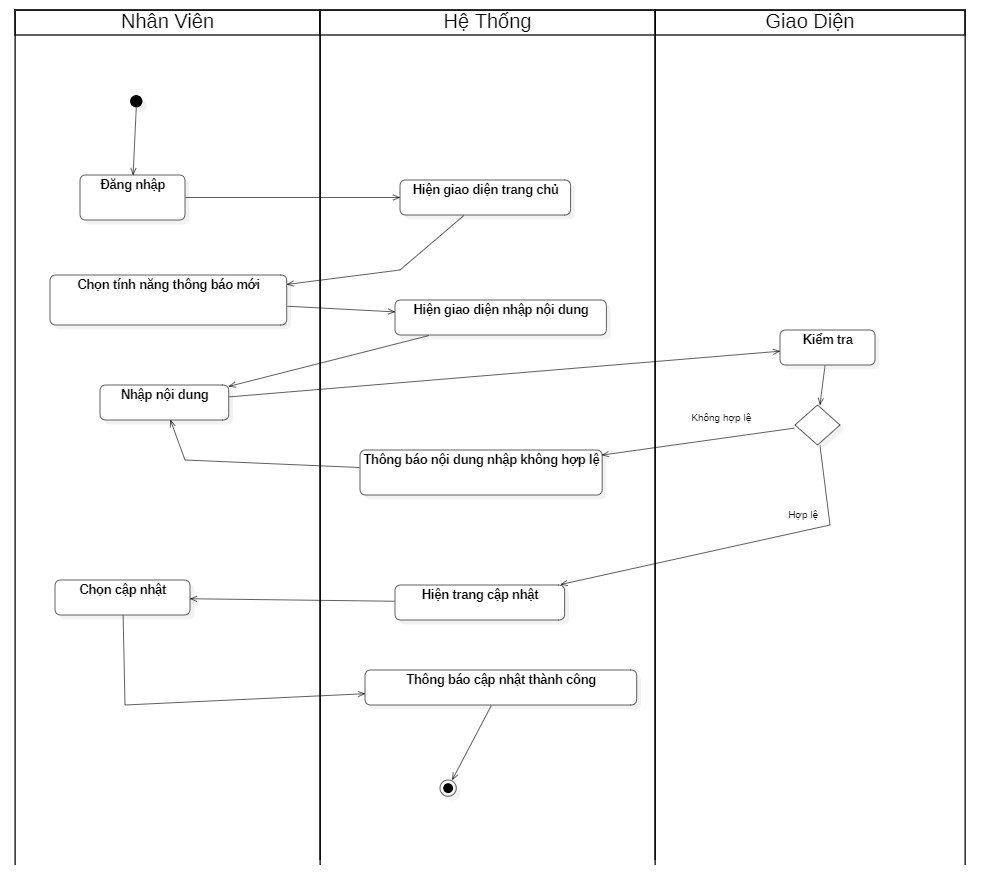 Nhân Viên
Hệ Thống
Giao Diện
Đăng nhập
Hiện giao diện trang chủ
Chọn tính năng thông báo mới
Hiện giao diện nhập nội dung
Kiểm tra
Nhập nội dung
Không hợp lệ
Thông báo nội dung nhập không hợp lệ
Hợp lệ
Chọn cập nhật
Hiện trang cập nhật
Thông báo cập nhật thành công